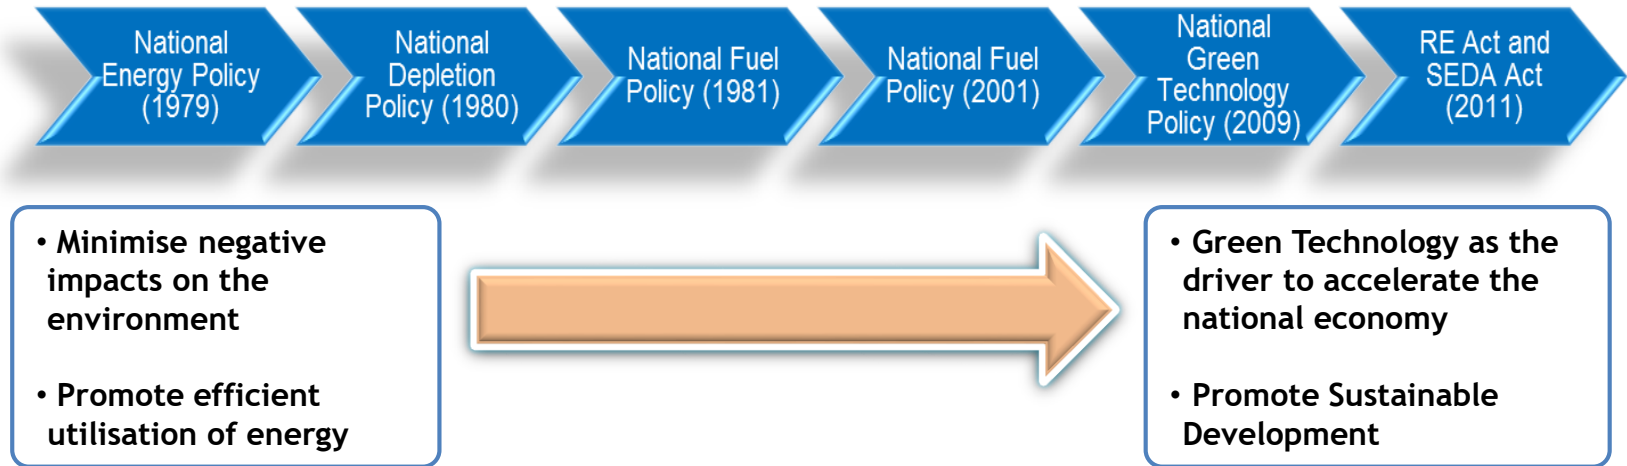 National
Energy Policy
(1979)
National
Depletion
Policy (1980)
National Fuel
Policy (1981)
National Fuel
Policy (2001)
National
Green
Technology
Policy (2009)
RE Act and
SEDA Act
(2011)
• Minimise negative
impacts on the
environment
• Promote efficient
utilisation of energy
• Green Technology as the
driver to accelerate the
national economy
• Promote Sustainable
Development